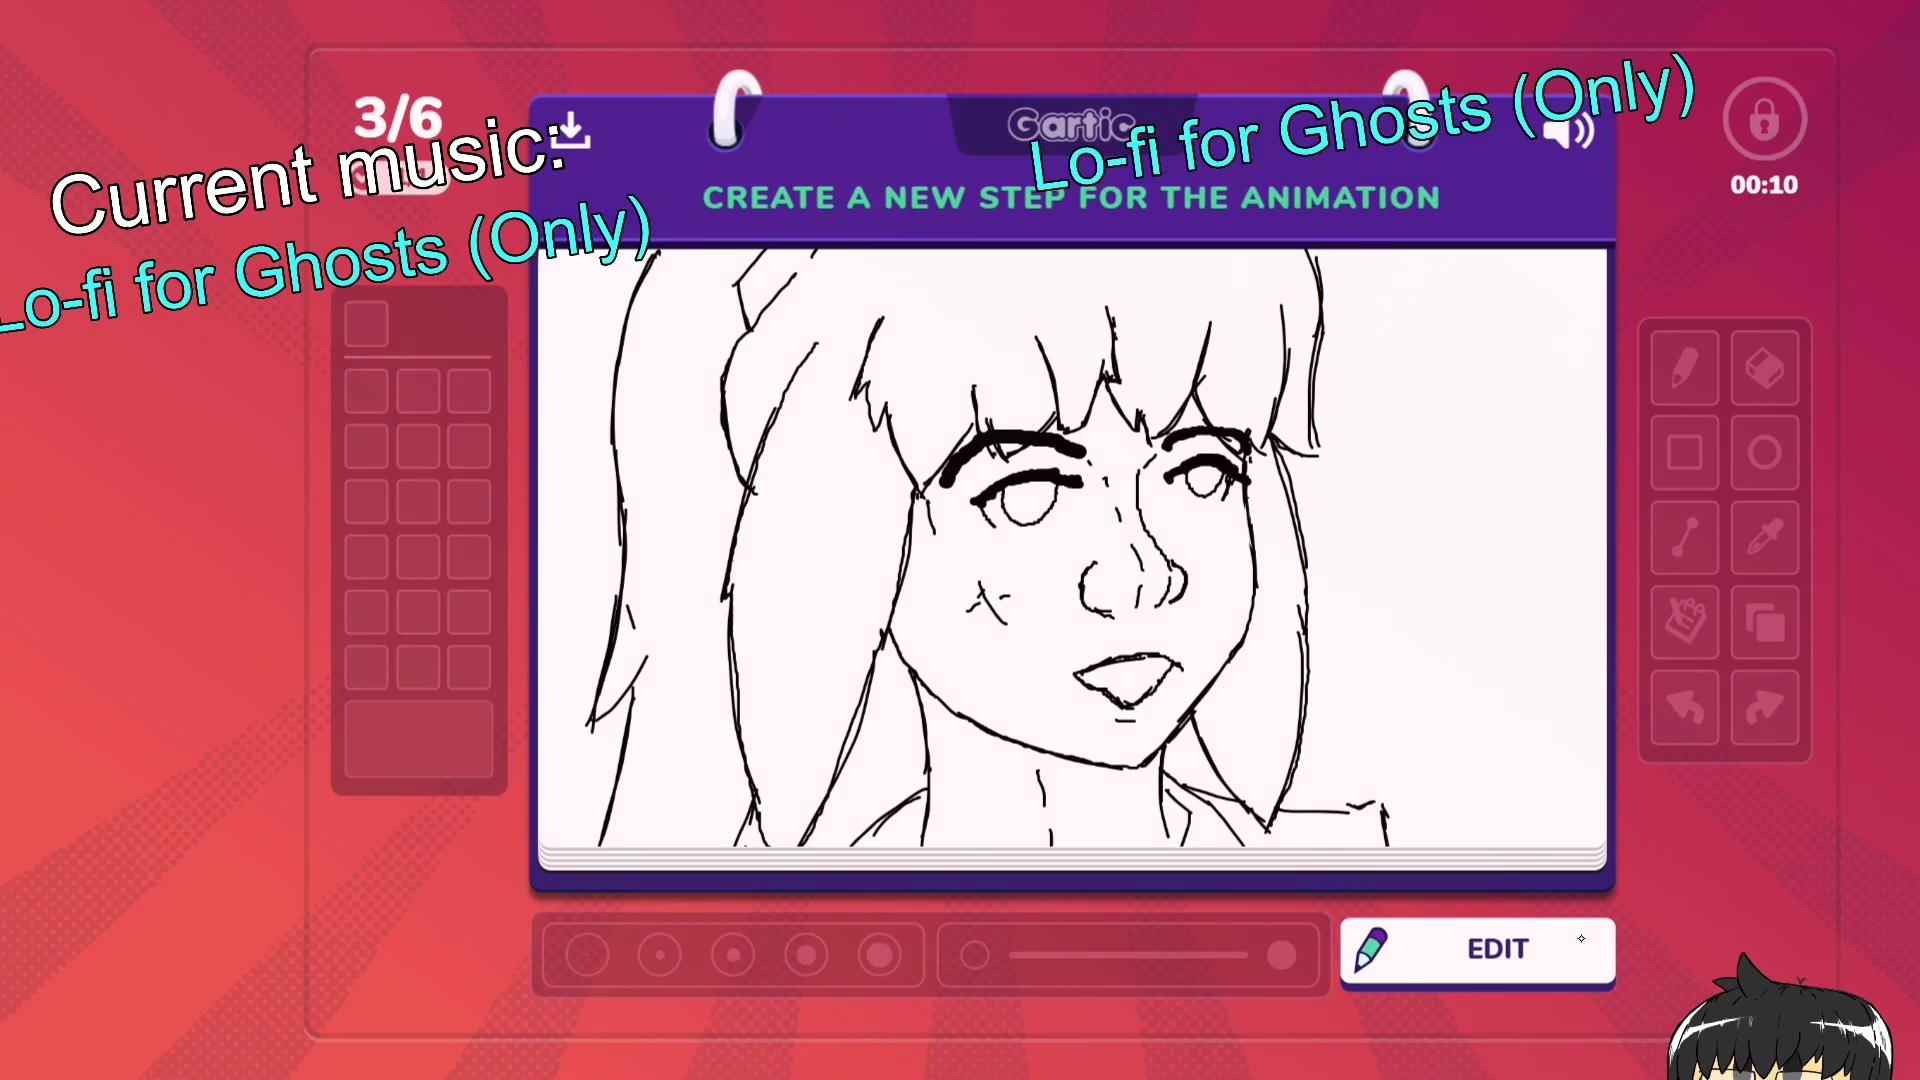 3/6
Current music:
Lo-fi for Ghosts (Only)
Gartic
Lo-fi for Ghosts (Only)
CREATE A NEW STEP FOR THE ANIMATION
00:10
EDIT